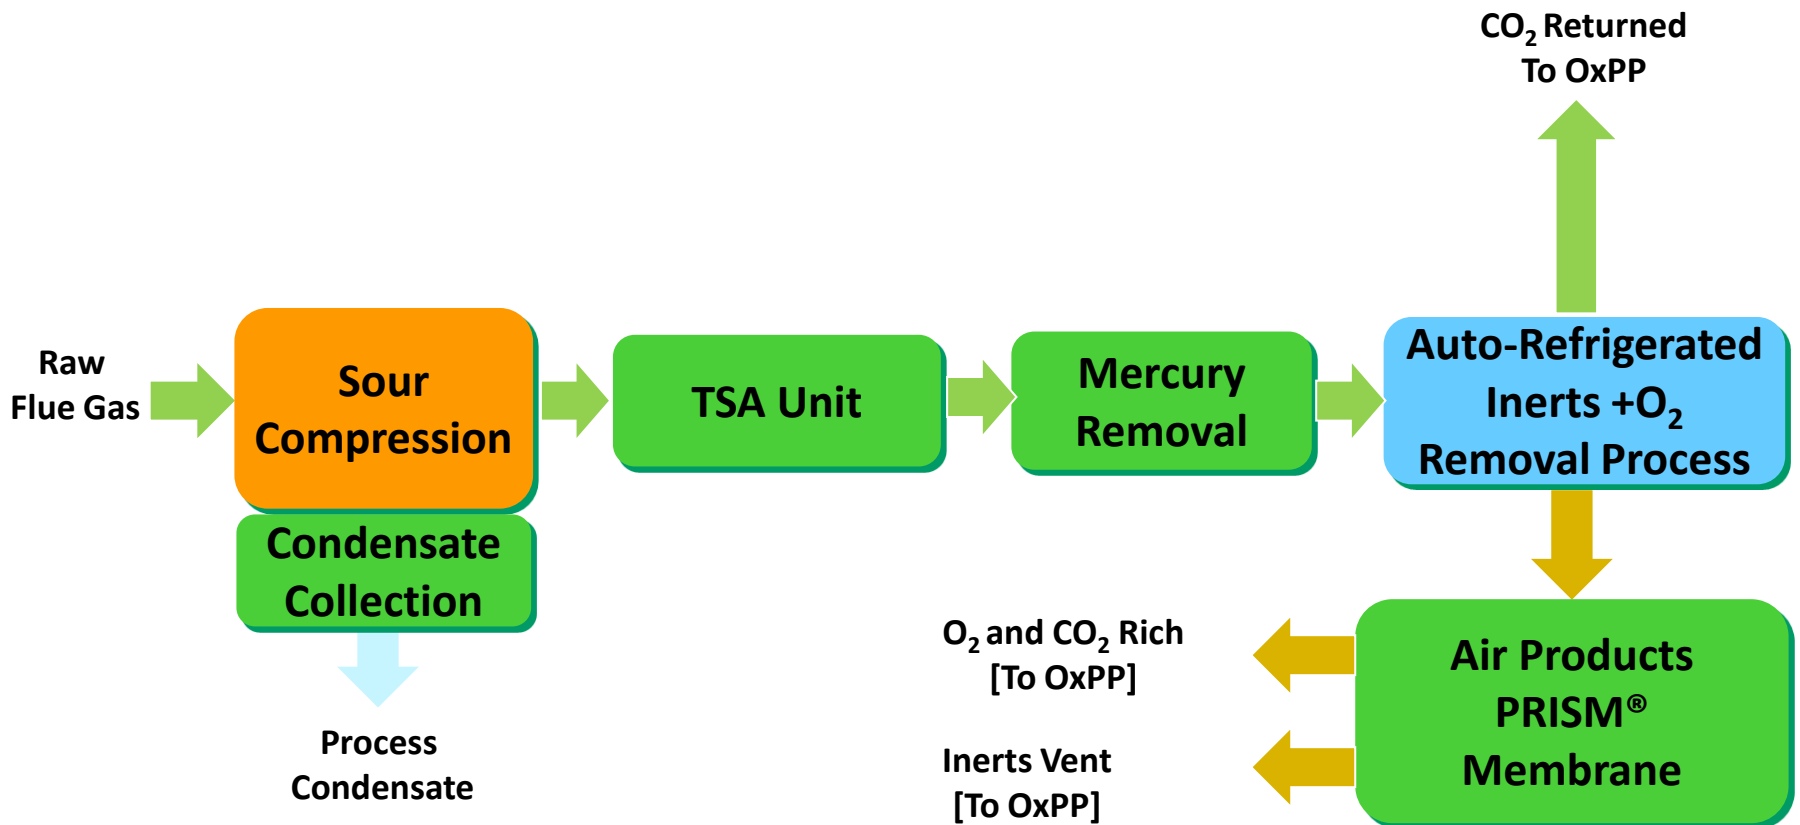 CO₂ Returned
To OxPP
Raw
Flue Gas
Sour
Compression
TSA Unit
Mercury
Removal
Auto-Refrigerated
Inerts +O₂
Removal Process
Condensate
Collection
Process
Condensate
O₂ and CO₂ Rich
[To OxPP]
Inerts Vent
[To OxPP]
Air Products
PRISM®
Membrane